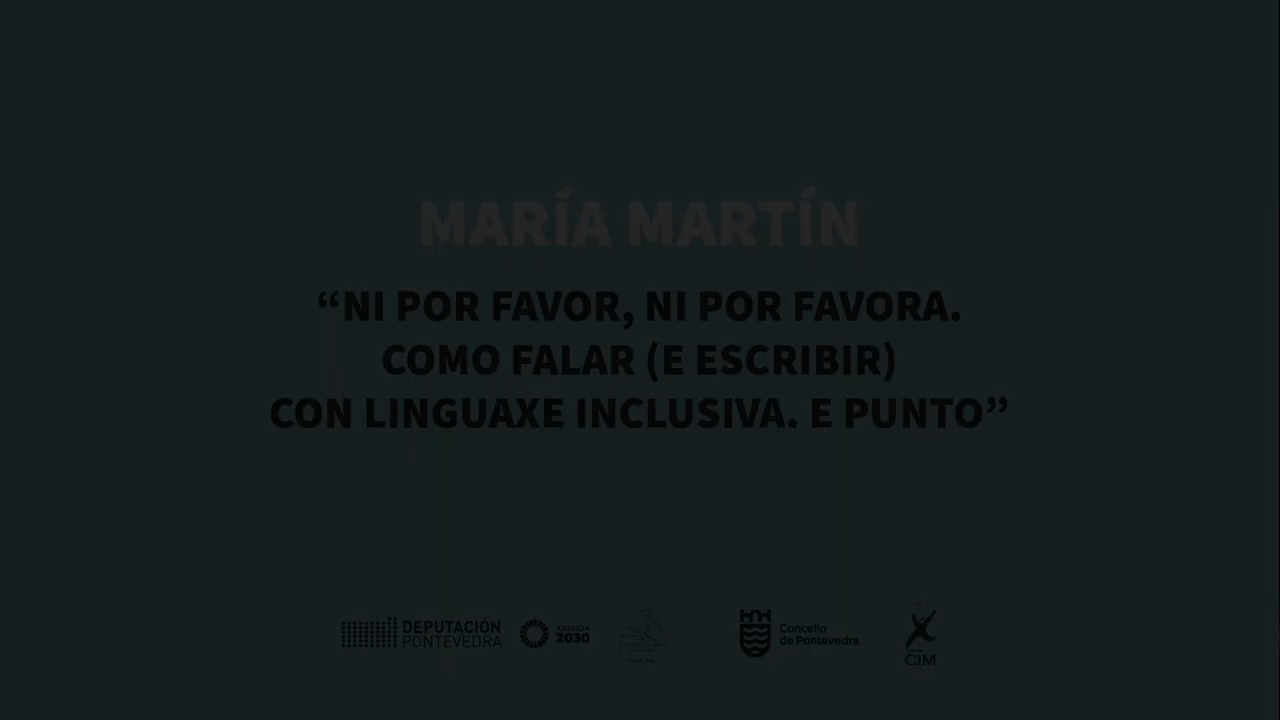 MARÍA MARTÍN
“NI POR FAVOR, NI POR FAVORA.
COMO FALAR (E ESCRIBIR)
CON LINGUAXE INCLUSIVA. E PUNTO”
DEPUTACIÓN
PONTEVEDRA
AXENDA
2030
Concello
de Pontevedra
CIM